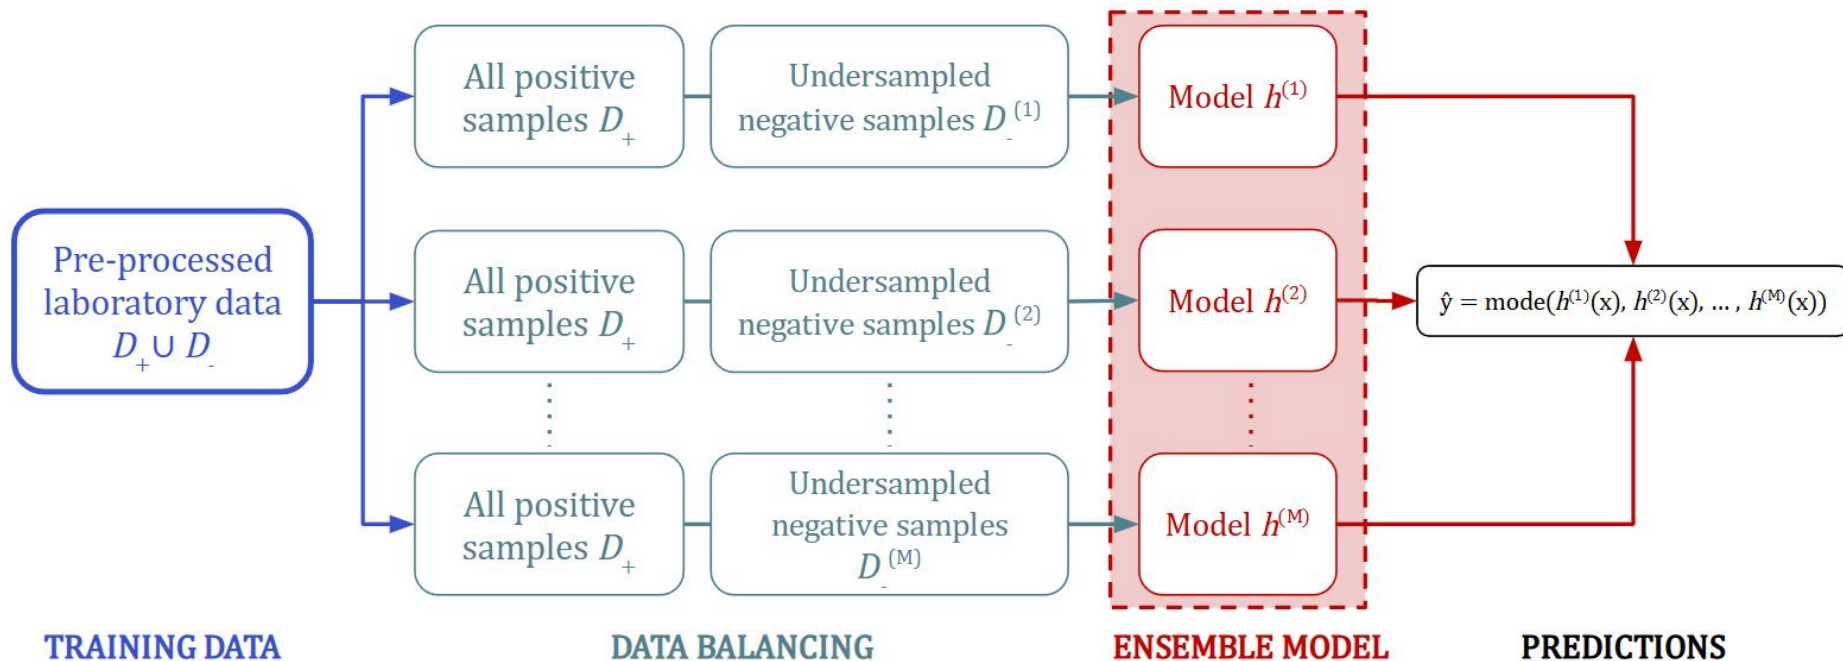 Pre-processed
laboratory data
D₊ ∪ D₋
All positive
samples D₊
Undersampled
negative samples D₋⁽¹⁾
Model h⁽¹⁾
All positive
samples D₊
Undersampled
negative samples D₋⁽²⁾
Model h⁽²⁾
All positive
samples D₊
Undersampled
negative samples
D₋⁽ᴹ⁾
Model h⁽ᴹ⁾
ŷ = mode(h⁽¹⁾(x), h⁽²⁾(x), ... , h⁽ᴹ⁾(x))
TRAINING DATA
DATA BALANCING
ENSEMBLE MODEL
PREDICTIONS